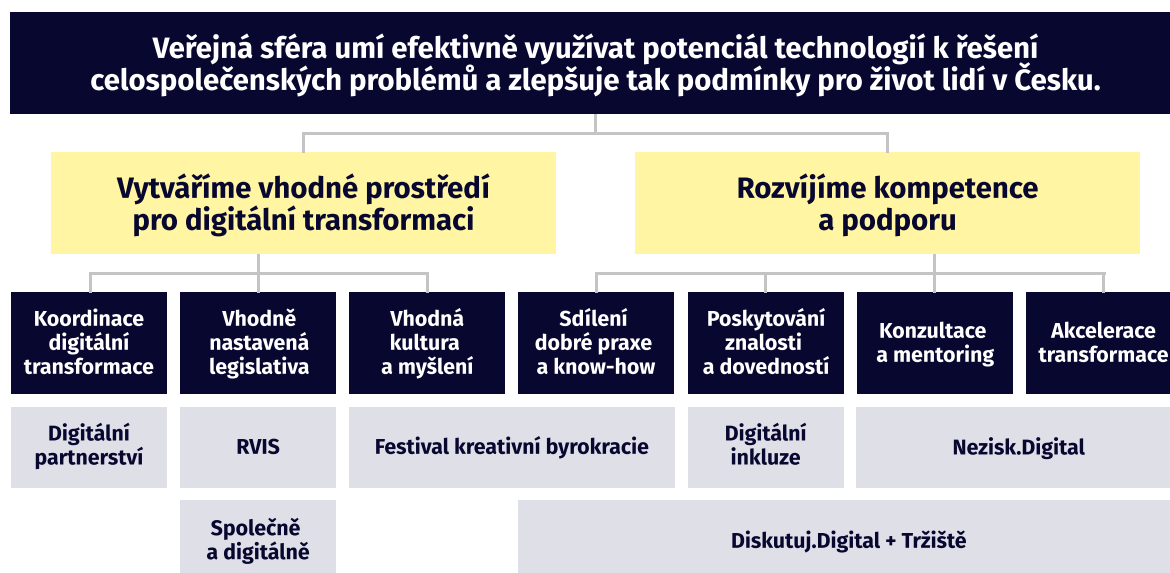 Veřejná sféra umí efektivně využívat potenciál technologií k řešení
celospolečenských problémů a zlepšuje tak podmínky pro život lidí v Česku.
Vytváříme vhodné prostředí
pro digitální transformaci
Rozvíjíme kompetence
a podporu
Koordinace
digitální
transformace
Vhodně
nastavená
legislativa
Vhodná
kultura
a myšlení
Sdílení
dobré praxe
a know-how
Poskytování
znalosti
a dovedností
Konzultace
a mentoring
Akcelerace
transformace
Digitální
partnerství
RVIS
Festival kreativní byrokracie
Digitální
inkluze
Nezisk.Digital
Společně
a digitálně
Diskutuj.Digital + Tržiště